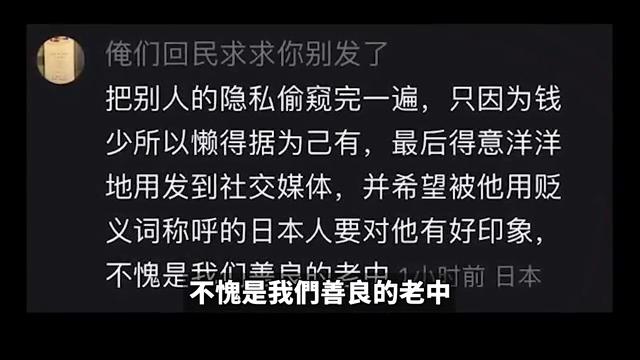 俺们回民求求你别发了
把别人的隐私偷窥完一遍，只因为钱
少所以懒得据为己有，最后得意洋洋
地用发到社交媒体，并希望被他用贬
义词称呼的日本人要对他有好印象，
不愧是我们善良的老中 1小时前 日本
不愧是我們善良的老中